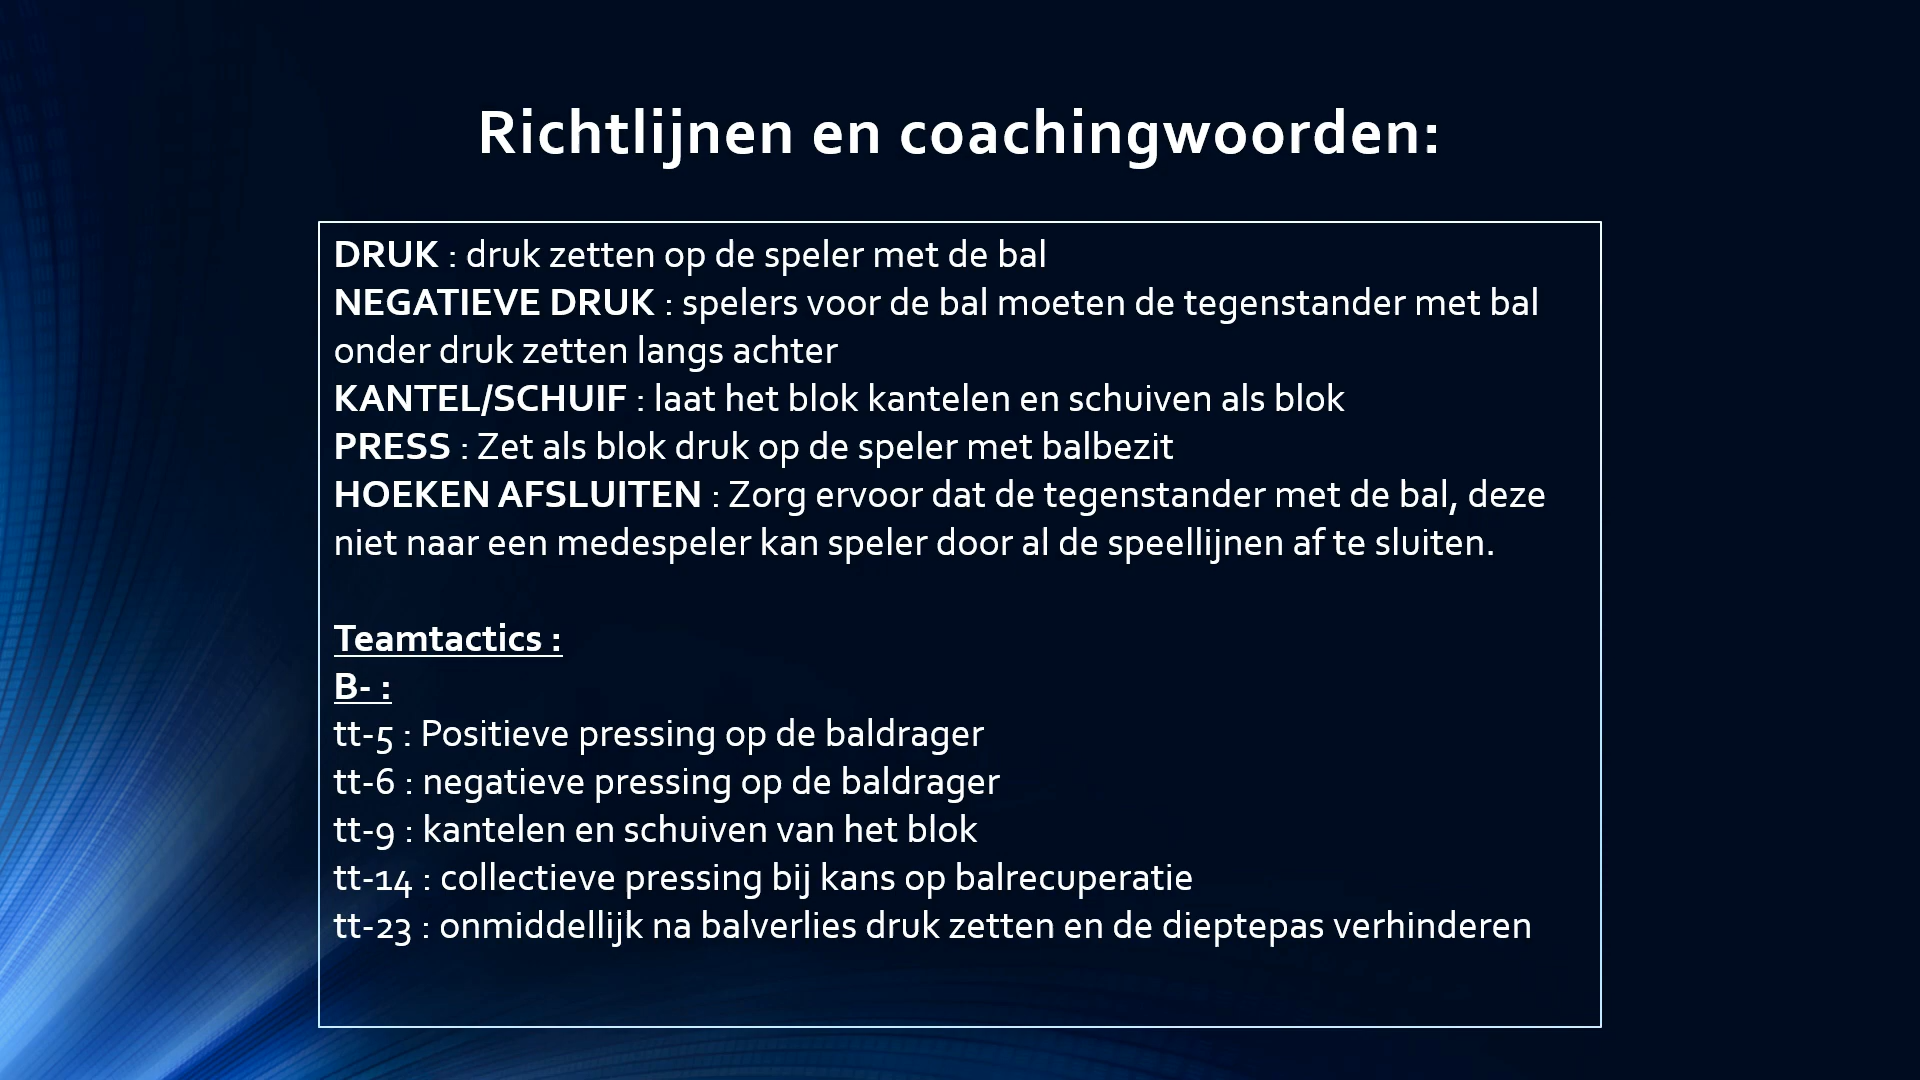 Richtlijnen en coachingwoorden:
DRUK : druk zetten op de speler met de bal
NEGATIEVE DRUK : spelers voor de bal moeten de tegenstander met bal
onder druk zetten langs achter
KANTEL/SCHUIF : laat het blok kantelen en schuiven als blok
PRESS : Zet als blok druk op de speler met balbezit
HOEKEN AFSLUITEN : Zorg ervoor dat de tegenstander met de bal, deze
niet naar een medespeler kan speler door al de speellijnen af te sluiten.
Teamtactics :
B- :
tt-5 : Positieve pressing op de baldrager
tt-6 : negatieve pressing op de baldrager
tt-9 : kantelen en schuiven van het blok
tt-14 : collectieve pressing bij kans op balrecuperatie
tt-23 : onmiddellijk na balverlies druk zetten en de dieptepas verhinderen